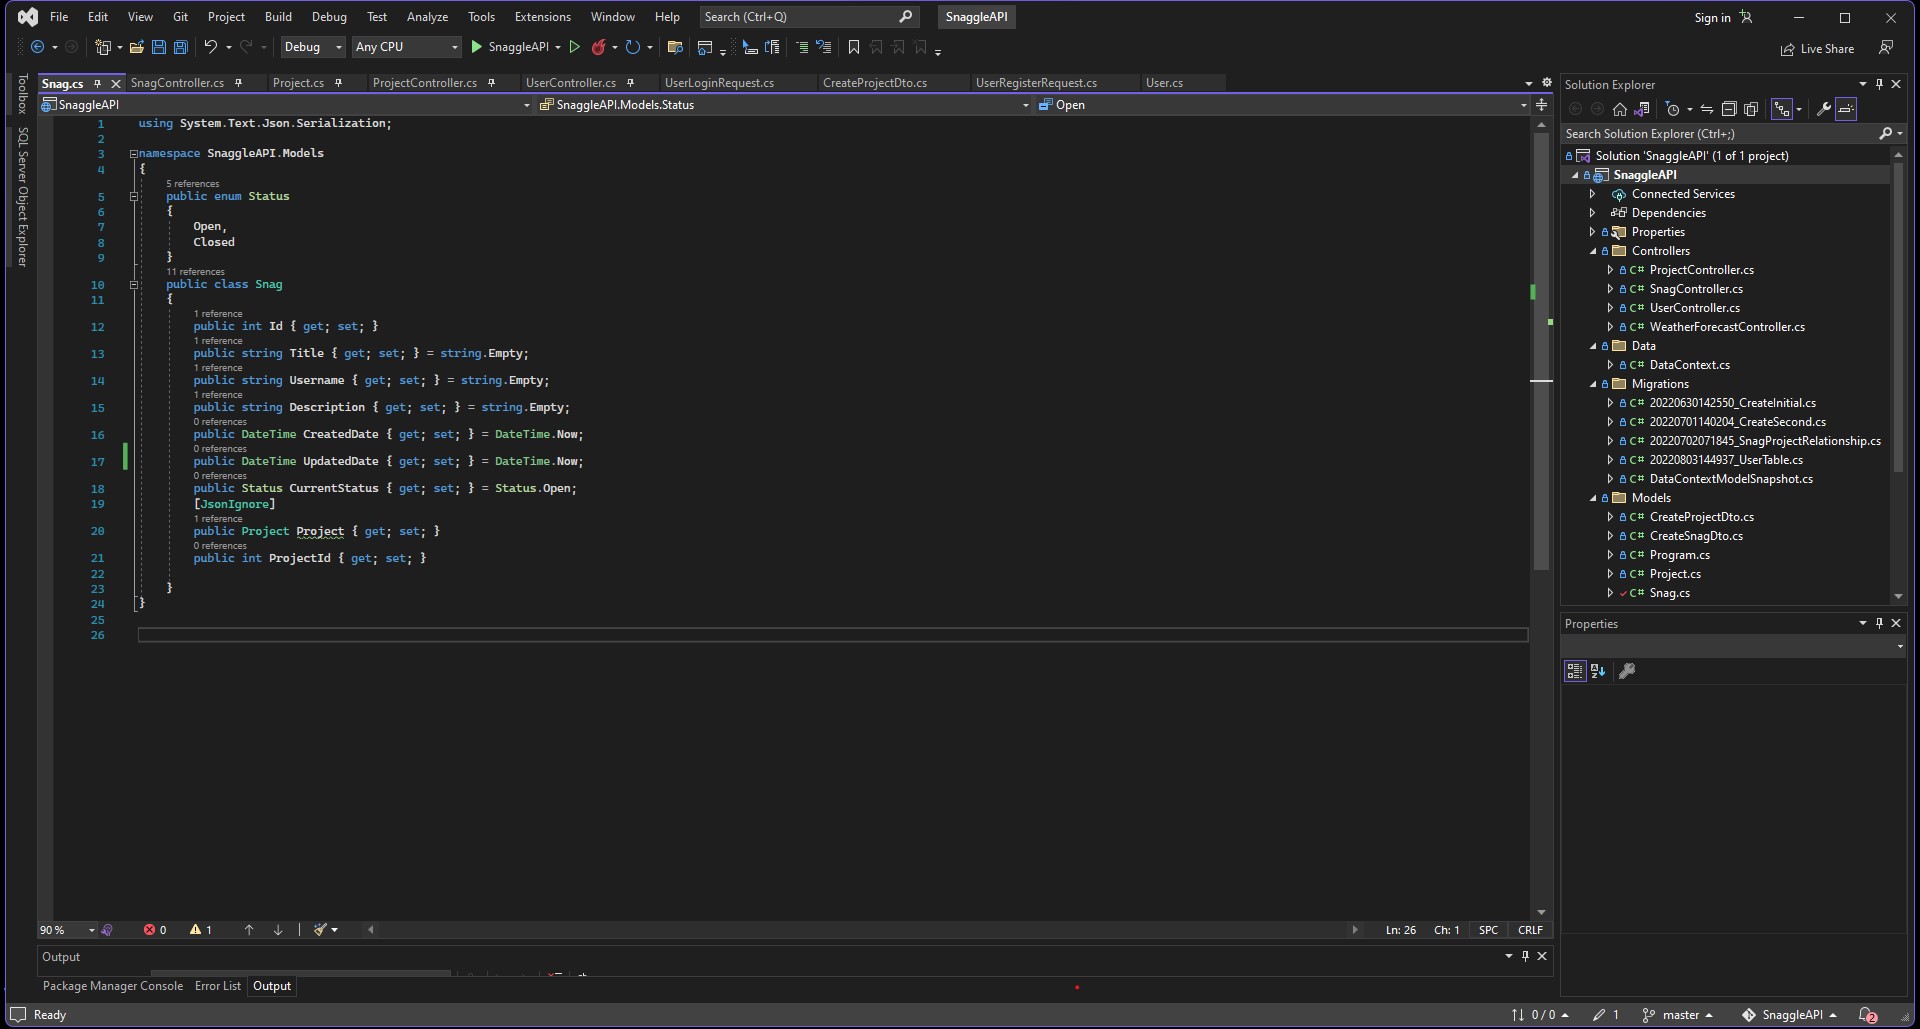 File Edit View Git Project Build Debug Test Analyze Tools Extensions Window Help Search (Ctrl+Q) SnaggleAPI Sign in
Debug Any CPU SnaggleAPI Live Share
Toolbox
SQL Server Object Explorer
Snag.cs SnagController.cs Project.cs ProjectController.cs UserController.cs UserLoginRequest.cs CreateProjectDto.cs UserRegisterRequest.cs User.cs
SnaggleAPI SnaggleAPI.Models.Status Open
1 using System.Text.Json.Serialization;
2
3 namespace SnaggleAPI.Models
4 {
5 references
5 public enum Status
6 {
7 Open,
8 Closed
9 }
11 references
10 public class Snag
11 {
1 reference
12 public int Id { get; set; }
1 reference
13 public string Title { get; set; } = string.Empty;
1 reference
14 public string Username { get; set; } = string.Empty;
1 reference
15 public string Description { get; set; } = string.Empty;
0 references
16 public DateTime CreatedDate { get; set; } = DateTime.Now;
0 references
17 public DateTime UpdatedDate { get; set; } = DateTime.Now;
0 references
18 public Status CurrentStatus { get; set; } = Status.Open;
19 [JsonIgnore]
1 reference
20 public Project Project { get; set; }
0 references
21 public int ProjectId { get; set; }
22
23 }
24 }
25
26
90 % 0 1 Ln: 26 Ch: 1 SPC CRLF
Output
Package Manager Console Error List Output
Solution Explorer
Search Solution Explorer (Ctrl+;)
Solution 'SnaggleAPI' (1 of 1 project)
SnaggleAPI
Connected Services
Dependencies
Properties
Controllers
C# ProjectController.cs
C# SnagController.cs
C# UserController.cs
C# WeatherForecastController.cs
Data
C# DataContext.cs
Migrations
C# 20220630142550_CreateInitial.cs
C# 20220701140204_CreateSecond.cs
C# 20220702071845_SnagProjectRelationship.cs
C# 20220803144937_UserTable.cs
C# DataContextModelSnapshot.cs
Models
C# CreateProjectDto.cs
C# CreateSnagDto.cs
C# Program.cs
C# Project.cs
C# Snag.cs
Properties
Ready 0 / 0 1 master SnaggleAPI 2